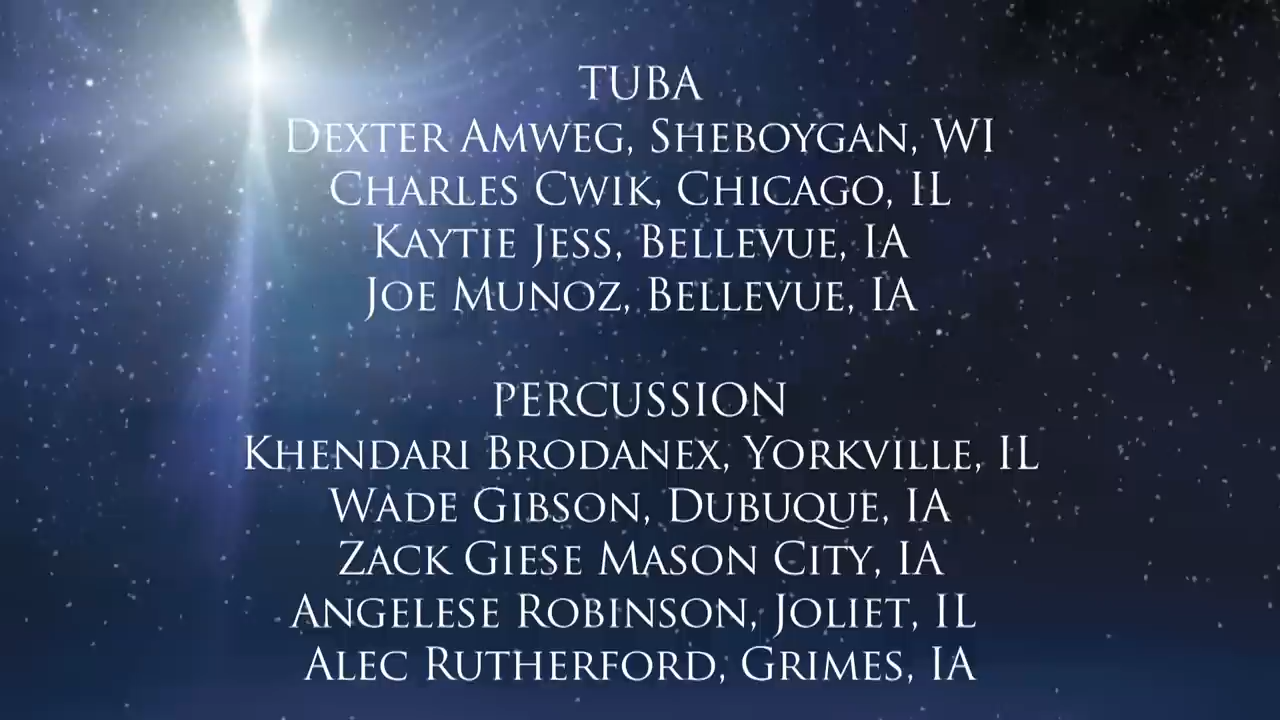 TUBA
DEXTER AMWEG, SHEBOYGAN, WI
CHARLES CWIK, CHICAGO, IL
KAYTIE JESS, BELLEVUE, IA
JOE MUNOZ, BELLEVUE, IA
PERCUSSION
KHENDARI BRODANEX, YORKVILLE, IL
WADE GIBSON, DUBUQUE, IA
ZACK GIESE MASON CITY, IA
ANGELESE ROBINSON, JOLIET, IL
ALEC RUTHERFORD, GRIMES, IA